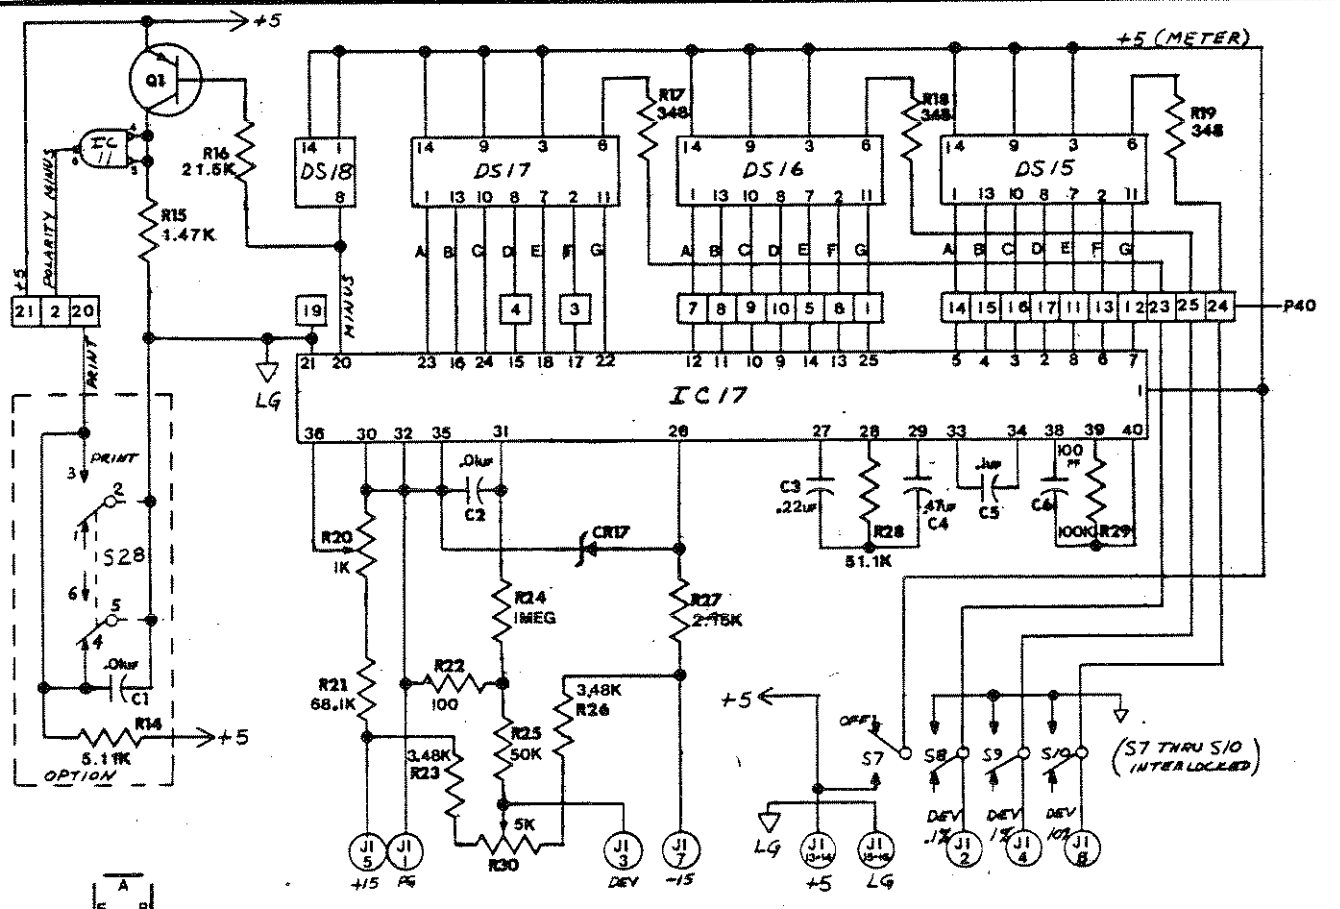 +5
+5 (METER)
Q1
R17
348
R18
348
R19
348
4
IC
11
6
5
R16
21.5K
14 1
DS18
8
14 9 3 6
DS17
1 13 10 8 7 2 11
14 9 3 6
DS16
1 13 10 8 7 2 11
14 9 3 6
DS15
1 13 10 8 7 2 11
R15
1.47K
+5
POLARITY MINUS
MINUS
A B C D E F G
A B C D E F G
A B C D E F G
21 2 20
19
4
3
7 8 9 10 5 6 1
14 15 16 17 11 13 12 23 25 24
P40
PRINT
LG
21 20 23 16 24 15 18 17 22 12 11 10 9 14 13 25 5 4 3 2 8 6 7
IC17
1
36 30 32 35 31 26 27 28 29 33 34 38 39 40
3
PRINT
2
1
S28
6
5
4
.01uF
C1
R14
5.11K
+5
OPTION
.01uF
C2
C3
.22uF
R28
51.1K
.47uF
C4
.1uF
C5
100
PF
C6
100K
R29
R20
1K
CR17
R24
1MEG
R27
2.15K
R21
68.1K
R22
100
3.48K
R26
R25
50K
3.48K
R23
5K
R30
+5
OFF
S7
S8
S9
S10
(S7 THRU S10
INTERLOCKED)
DEV
.1%
DEV
1%
DEV
10%
J1
5
J1
1
J1
3
J1
7
LG
J1
13-14
J1
15-16
J1
2
J1
4
J1
6
+15
PG
DEV
-15
+5
LG
A
F B